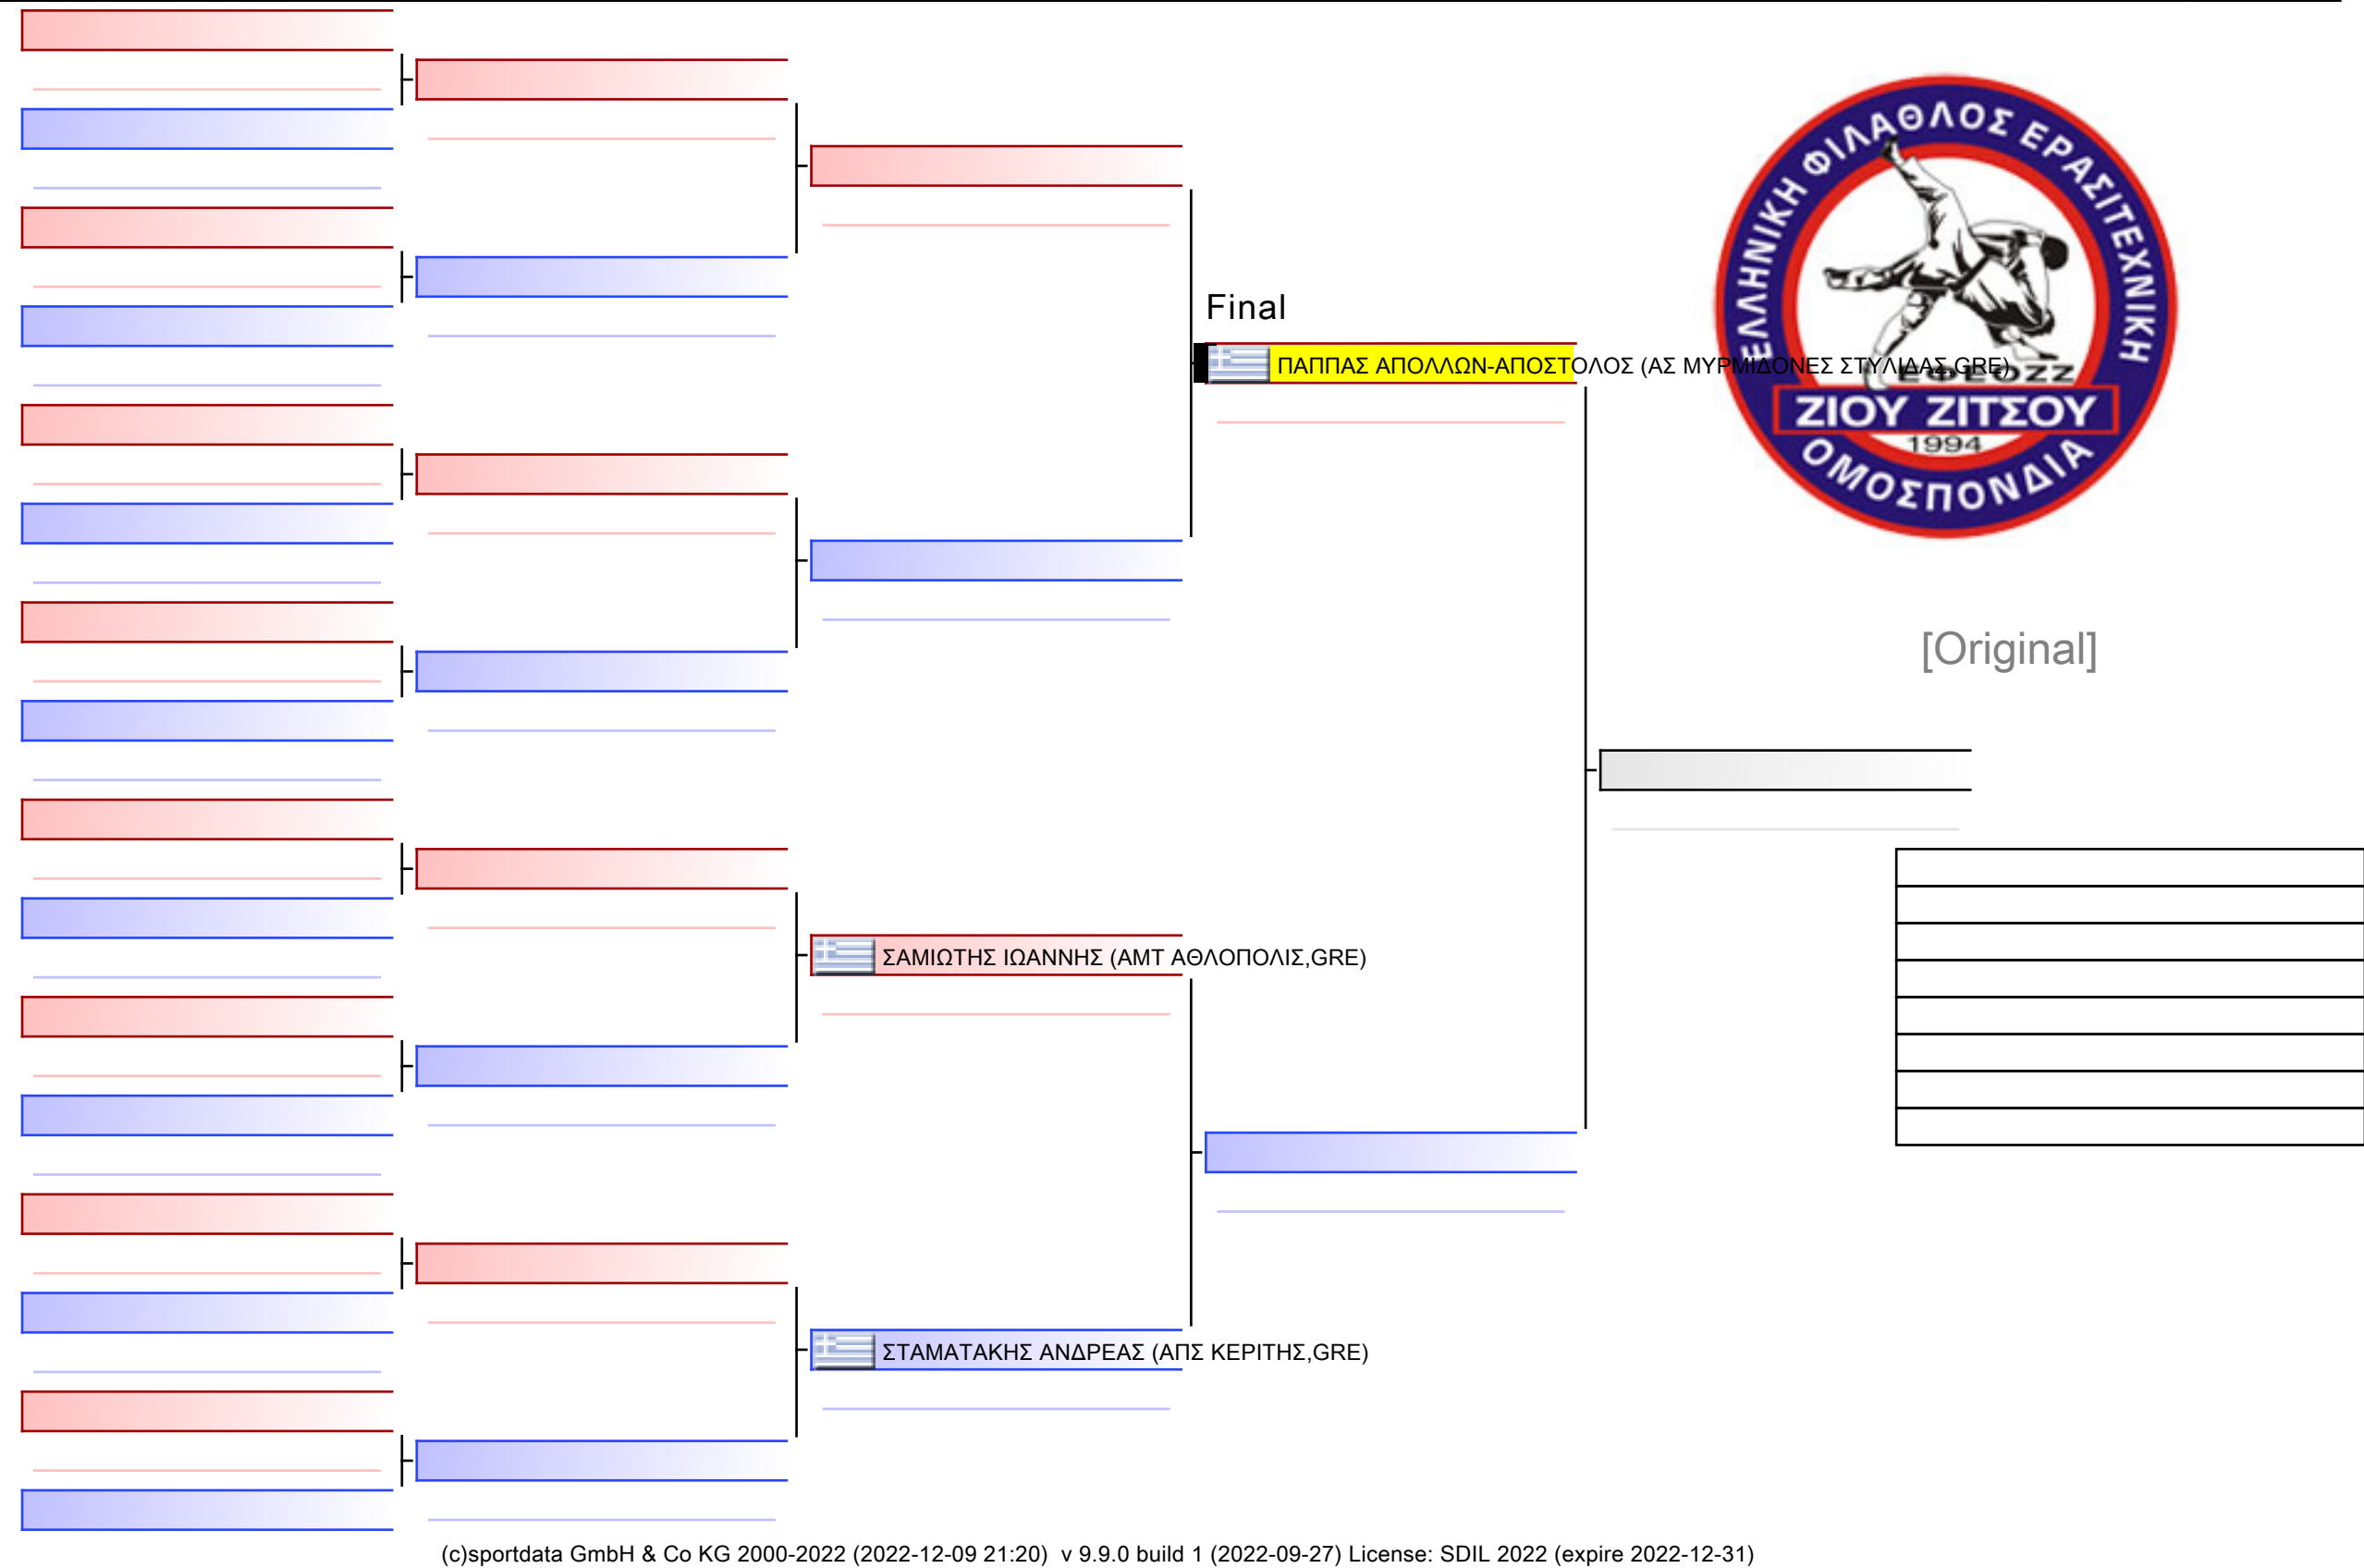 ΕΛΛΗΝΙΚΗ ΦΙΛΑΘΛΟΣ ΕΡΑΣΙΤΕΧΝΙΚΗ
Final
ΠΑΠΠΑΣ ΑΠΟΛΛΩΝ-ΑΠΟΣΤΟΛΟΣ (ΑΣ ΜΥΡΜΙΔΟΝΕΣ ΣΤΥΛΙΔΑΣ,GRE)
ΕΦΕΟΖΖ
ΖΙΟΥ ΖΙΤΣΟΥ
1994
ΟΜΟΣΠΟΝΔΙΑ
[Original]
ΣΑΜΙΩΤΗΣ ΙΩΑΝΝΗΣ (ΑΜΤ ΑΘΛΟΠΟΛΙΣ,GRE)
ΣΤΑΜΑΤΑΚΗΣ ΑΝΔΡΕΑΣ (ΑΠΣ ΚΕΡΙΤΗΣ,GRE)
(c)sportdata GmbH & Co KG 2000-2022 (2022-12-09 21:20)  v 9.9.0 build 1 (2022-09-27) License: SDIL 2022 (expire 2022-12-31)